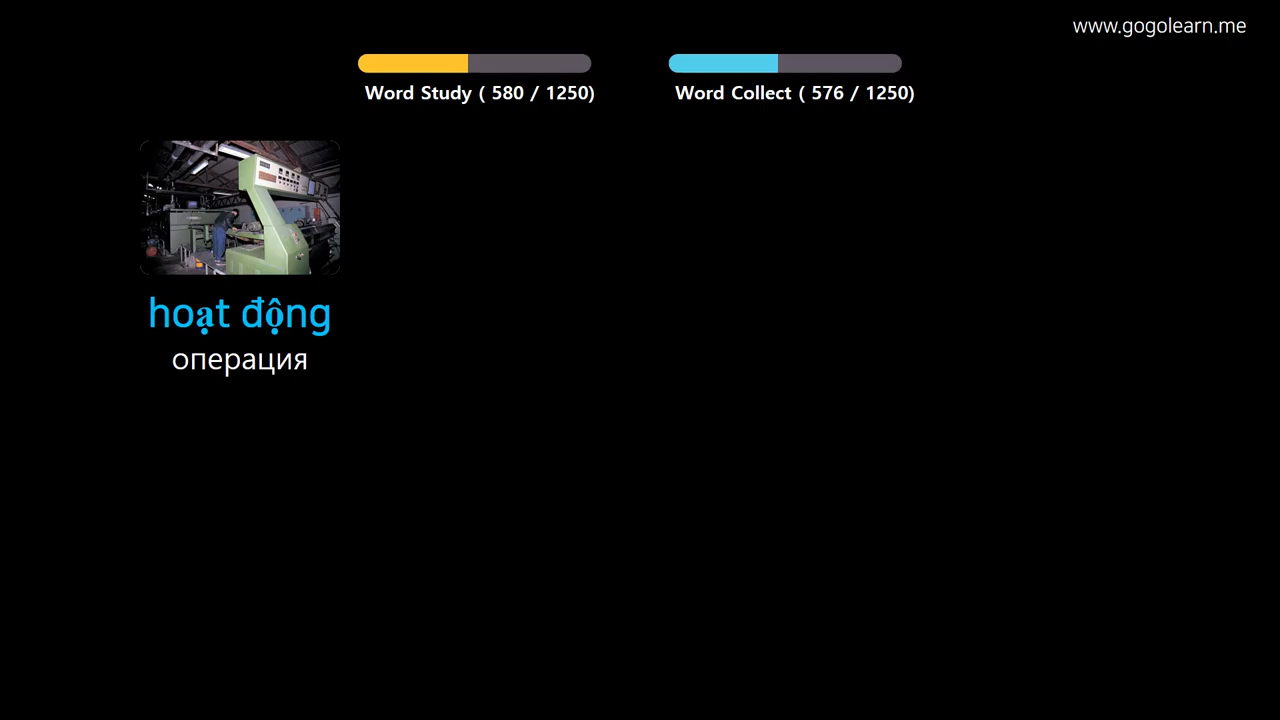 www.gogolearn.me
Word Study ( 580 / 1250)
Word Collect ( 576 / 1250)
hoạt động
операция